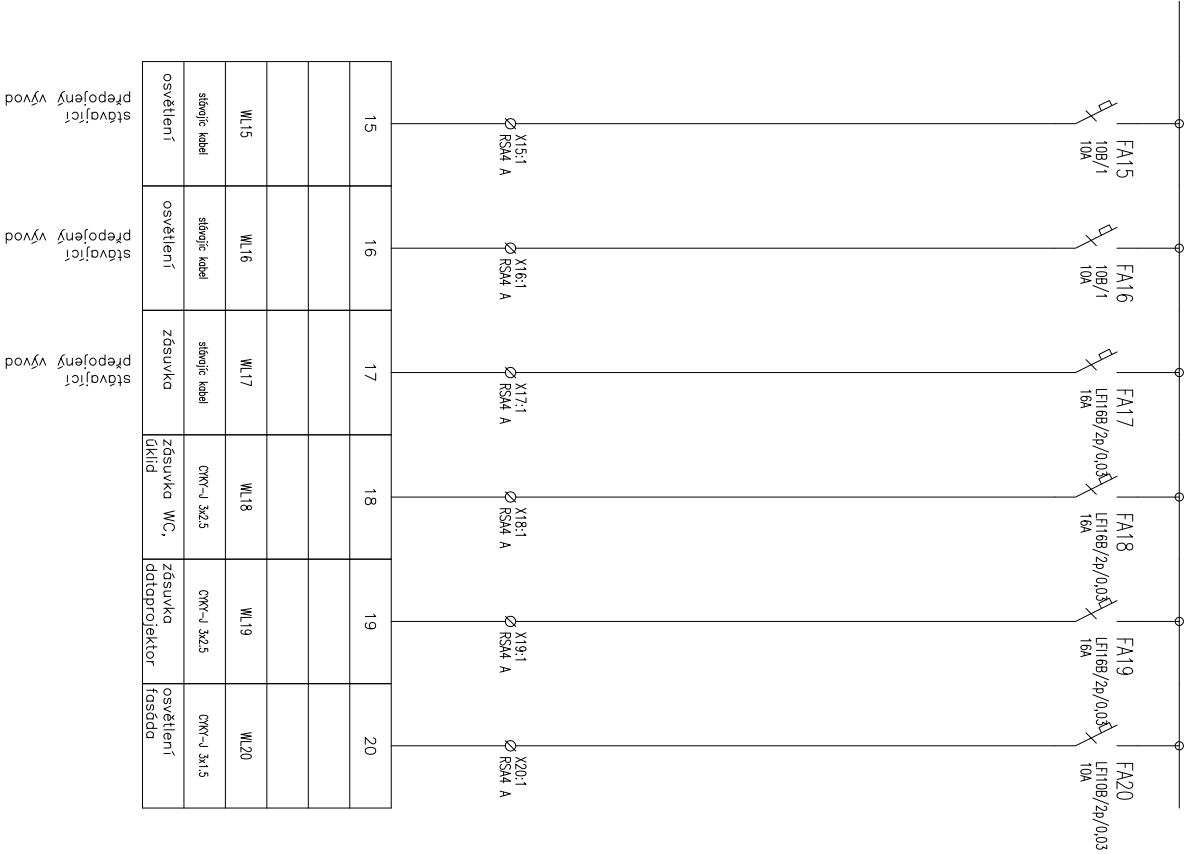 FA15
10B/1
10A
FA16
10B/1
10A
FA17
LFI16B/2p/0,03
16A
FA18
LFI16B/2p/0,03
16A
FA19
LFI16B/2p/0,03
16A
FA20
LFI10B/2p/0,03
10A
X15:1
RSA4 A
X16:1
RSA4 A
X17:1
RSA4 A
X18:1
RSA4 A
X19:1
RSA4 A
X20:1
RSA4 A
15
16
17
18
19
20
WL15
WL16
WL17
WL18
WL19
WL20
stávajíc kabel
stávajíc kabel
stávajíc kabel
CYKY-J 3x2.5
CYKY-J 3x2.5
CYKY-J 3x1.5
osvětlení
osvětlení
zásuvka
zásuvka WC,
úklid
zásuvka
dataprojektor
osvětlení
fasáda
stávající
přepojený
vývod
stávající
přepojený
vývod
stávající
přepojený
vývod